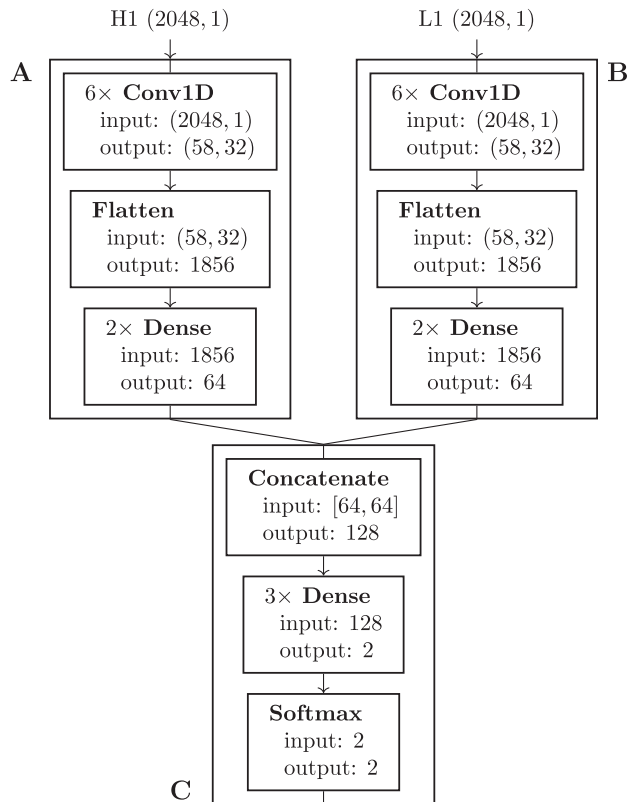 H1 (2048, 1)
L1 (2048, 1)
A
6× Conv1D
input: (2048, 1)
output: (58, 32)
Flatten
input: (58, 32)
output: 1856
2× Dense
input: 1856
output: 64
B
6× Conv1D
input: (2048, 1)
output: (58, 32)
Flatten
input: (58, 32)
output: 1856
2× Dense
input: 1856
output: 64
Concatenate
input: [64, 64]
output: 128
3× Dense
input: 128
output: 2
Softmax
input: 2
output: 2
C